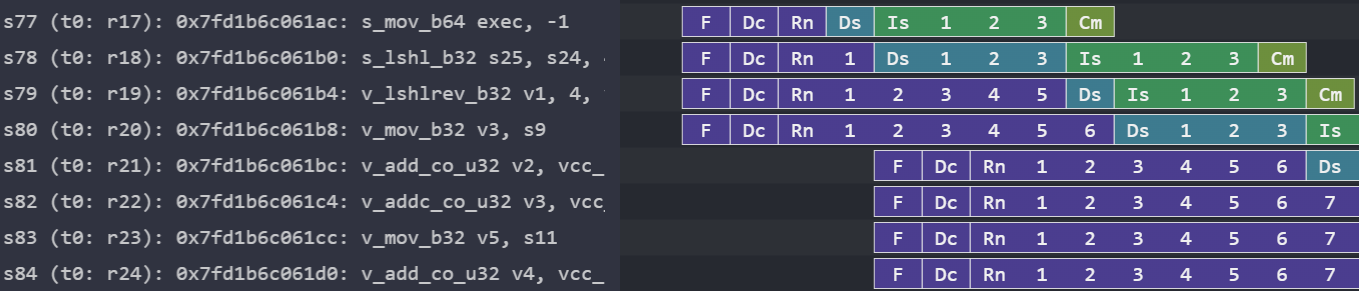 s77 (t0: r17): 0x7fd1b6c061ac: s_mov_b64 exec, -1 F Dc Rn Ds Is 1 2 3 Cm
s78 (t0: r18): 0x7fd1b6c061b0: s_lshl_b32 s25, s24, F Dc Rn 1 Ds 1 2 3 Is 1 2 3 Cm
s79 (t0: r19): 0x7fd1b6c061b4: v_lshlrev_b32 v1, 4, F Dc Rn 1 2 3 4 5 Ds Is 1 2 3 Cm
s80 (t0: r20): 0x7fd1b6c061b8: v_mov_b32 v3, s9 F Dc Rn 1 2 3 4 5 6 Ds 1 2 3 Is
s81 (t0: r21): 0x7fd1b6c061bc: v_add_co_u32 v2, vcc_ F Dc Rn 1 2 3 4 5 6 Ds
s82 (t0: r22): 0x7fd1b6c061c4: v_addc_co_u32 v3, vcc_ F Dc Rn 1 2 3 4 5 6 7
s83 (t0: r23): 0x7fd1b6c061cc: v_mov_b32 v5, s11 F Dc Rn 1 2 3 4 5 6 7
s84 (t0: r24): 0x7fd1b6c061d0: v_add_co_u32 v4, vcc_ F Dc Rn 1 2 3 4 5 6 7